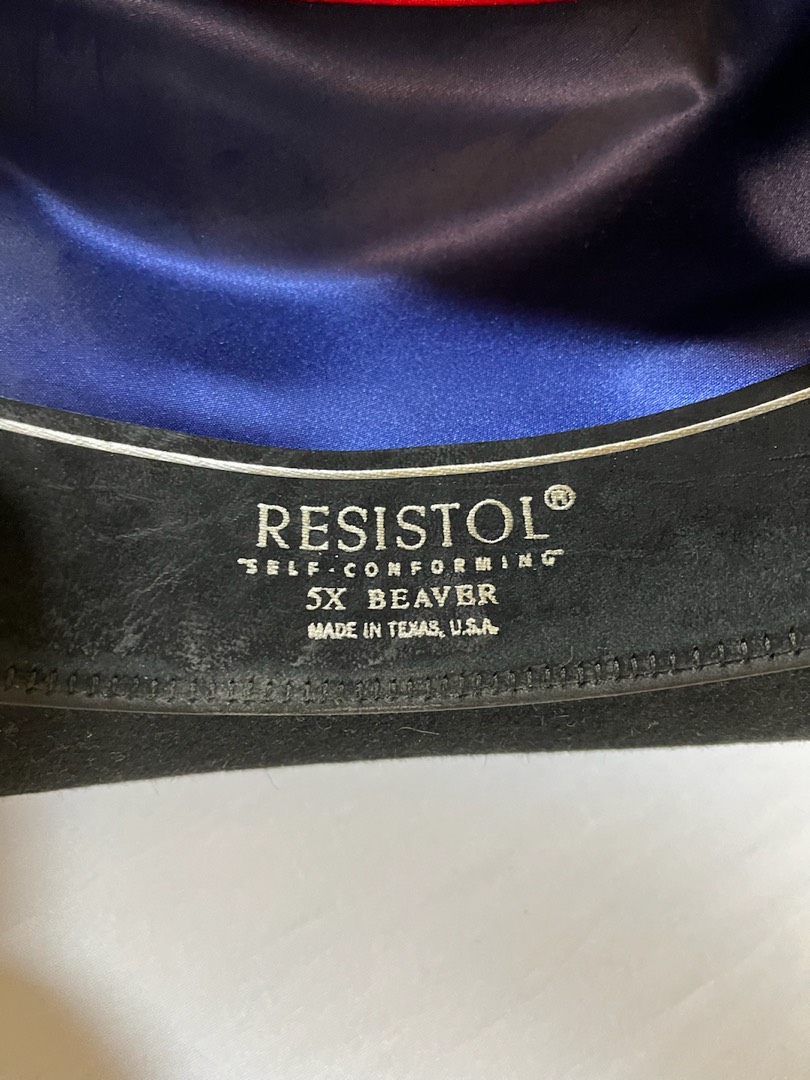 RESISTOL®
SELF-CONFORMING
5X BEAVER
MADE IN TEXAS, U.S.A.